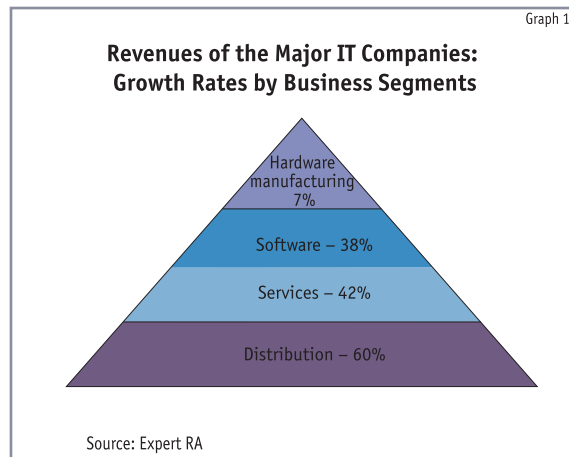 Graph 1
Revenues of the Major IT Companies:
Growth Rates by Business Segments
Hardware
manufacturing
7%
Software – 38%
Services – 42%
Distribution – 60%
Source: Expert RA